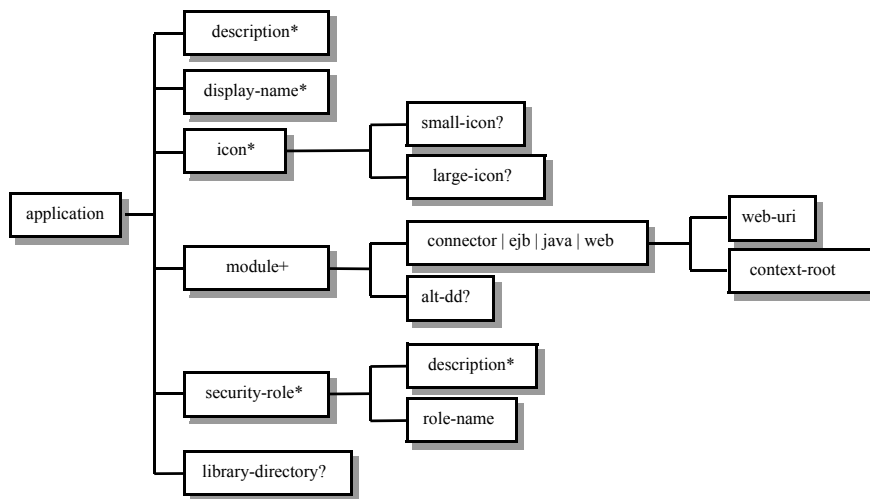 description*
display-name*
icon*
small-icon?
large-icon?
application
module+
connector | ejb | java | web
web-uri
context-root
alt-dd?
security-role*
description*
role-name
library-directory?